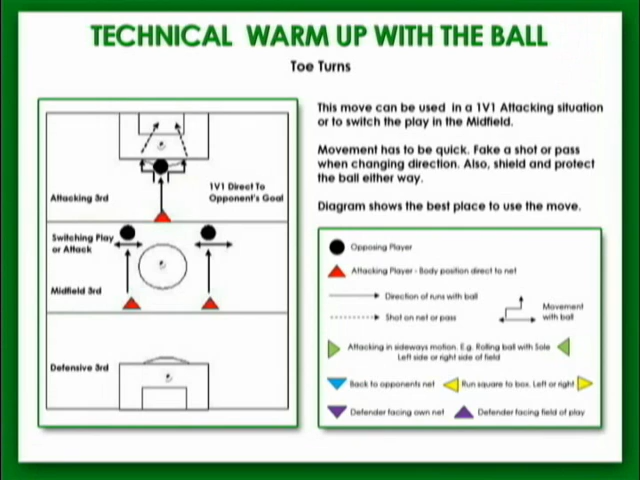 TECHNICAL WARM UP WITH THE BALL
Toe Turns
This move can be used in a 1V1 Attacking situation
or to switch the play in the Midfield.
Movement has to be quick. Fake a shot or pass
when changing direction. Also, shield and protect
the ball either way.
Diagram shows the best place to use the move.
1V1 Direct To
Opponent's Goal
Attacking 3rd
Switching Play
or Attack
Midfield 3rd
Defensive 3rd
Opposing Player
Attacking Player - Body position direct to net
Direction of runs with ball
Shot on net or pass
Movement
with ball
Attacking in sideways motion. E.g. Rolling ball with Sole
Left side or right side of field
Back to opponents net
Run square to box. Left or right
Defender facing own net
Defender facing field of play